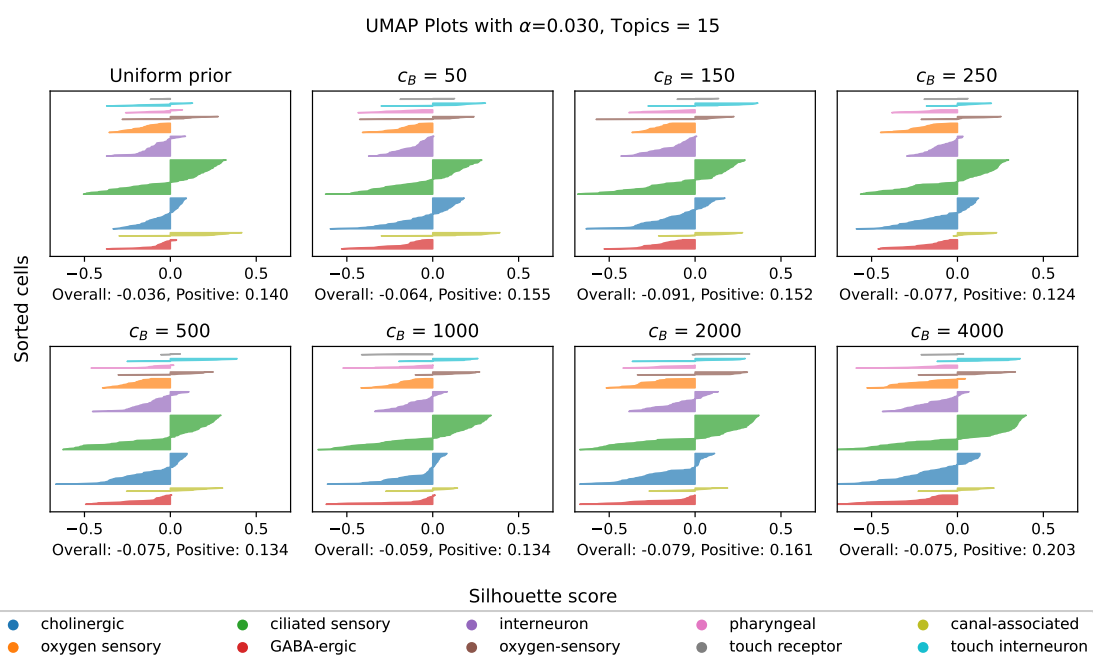 UMAP Plots with α=0.030, Topics = 15
Uniform prior
c_B = 50
c_B = 150
c_B = 250
−0.5 0.0 0.5
−0.5 0.0 0.5
−0.5 0.0 0.5
−0.5 0.0 0.5
Overall: -0.036, Positive: 0.140
Overall: -0.064, Positive: 0.155
Overall: -0.091, Positive: 0.152
Overall: -0.077, Positive: 0.124
Sorted cells
c_B = 500
c_B = 1000
c_B = 2000
c_B = 4000
−0.5 0.0 0.5
−0.5 0.0 0.5
−0.5 0.0 0.5
−0.5 0.0 0.5
Overall: -0.075, Positive: 0.134
Overall: -0.059, Positive: 0.134
Overall: -0.079, Positive: 0.161
Overall: -0.075, Positive: 0.203
Silhouette score
cholinergic
ciliated sensory
interneuron
pharyngeal
canal-associated
oxygen sensory
GABA-ergic
oxygen-sensory
touch receptor
touch interneuron